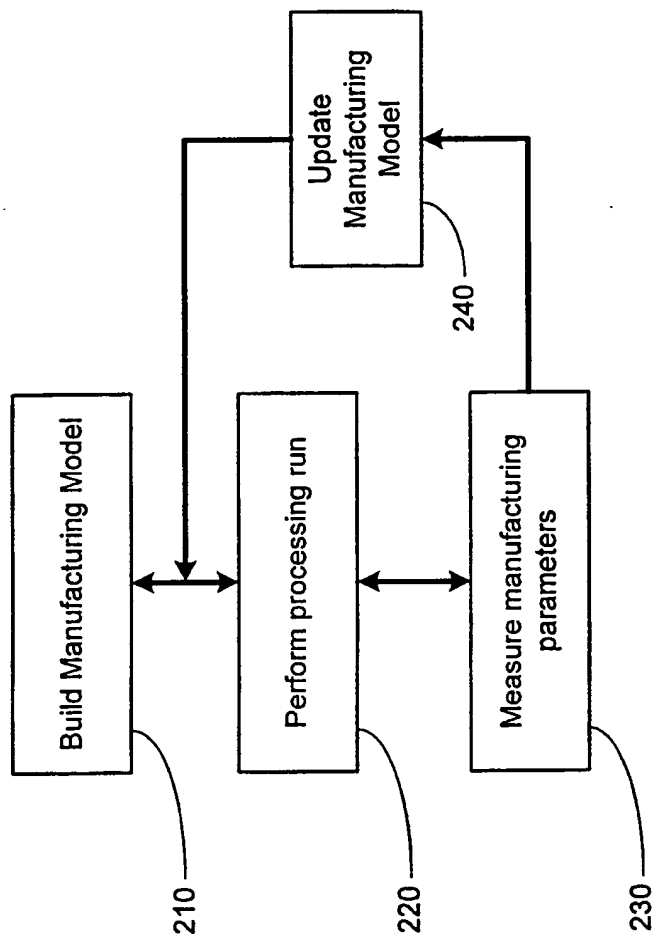 Build Manufacturing Model
210
Perform processing run
220
Measure manufacturing
parameters
230
Update
Manufacturing
Model
240